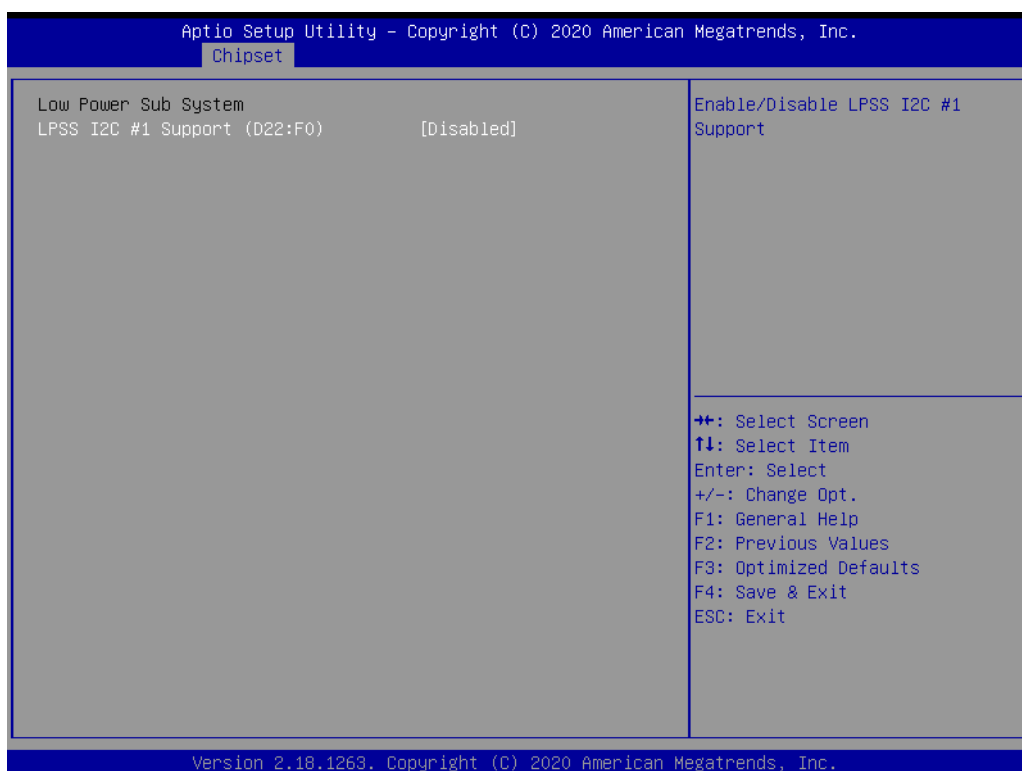 Aptio Setup Utility – Copyright (C) 2020 American Megatrends, Inc.
Chipset
Low Power Sub System
LPSS I2C #1 Support (D22:F0) [Disabled]
Enable/Disable LPSS I2C #1
Support
→←: Select Screen
↑↓: Select Item
Enter: Select
+/-: Change Opt.
F1: General Help
F2: Previous Values
F3: Optimized Defaults
F4: Save & Exit
ESC: Exit
Version 2.18.1263. Copyright (C) 2020 American Megatrends, Inc.